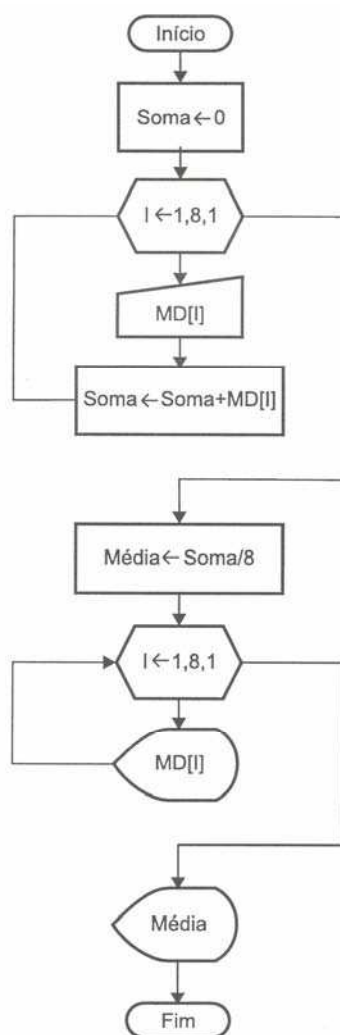 Início
Soma ← 0
I ← 1,8,1
MD[I]
Soma ← Soma+MD[I]
Média ← Soma/8
I ← 1,8,1
MD[I]
Média
Fim